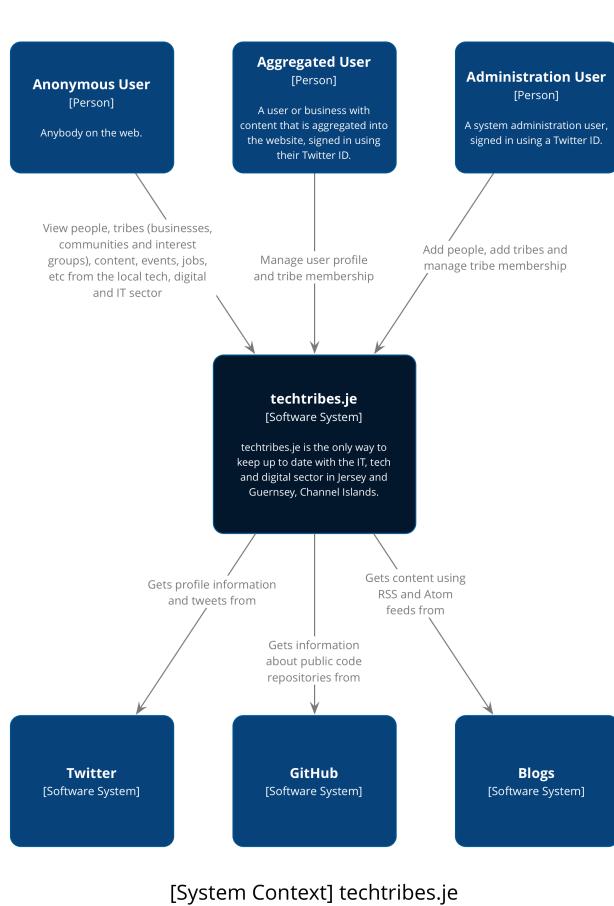 Anonymous User
[Person]
Anybody on the web.
Aggregated User
[Person]
A user or business with
content that is aggregated into
the website, signed in using
their Twitter ID.
Administration User
[Person]
A system administration user,
signed in using a Twitter ID.
View people, tribes (businesses,
communities and interest
groups), content, events, jobs,
etc from the local tech, digital
and IT sector
Manage user profile
and tribe membership
Add people, add tribes and
manage tribe membership
techtribes.je
[Software System]
techtribes.je is the only way to
keep up to date with the IT, tech
and digital sector in Jersey and
Guernsey, Channel Islands.
Gets profile information
and tweets from
Gets information
about public code
repositories from
Gets content using
RSS and Atom
feeds from
Twitter
[Software System]
GitHub
[Software System]
Blogs
[Software System]
[System Context] techtribes.je